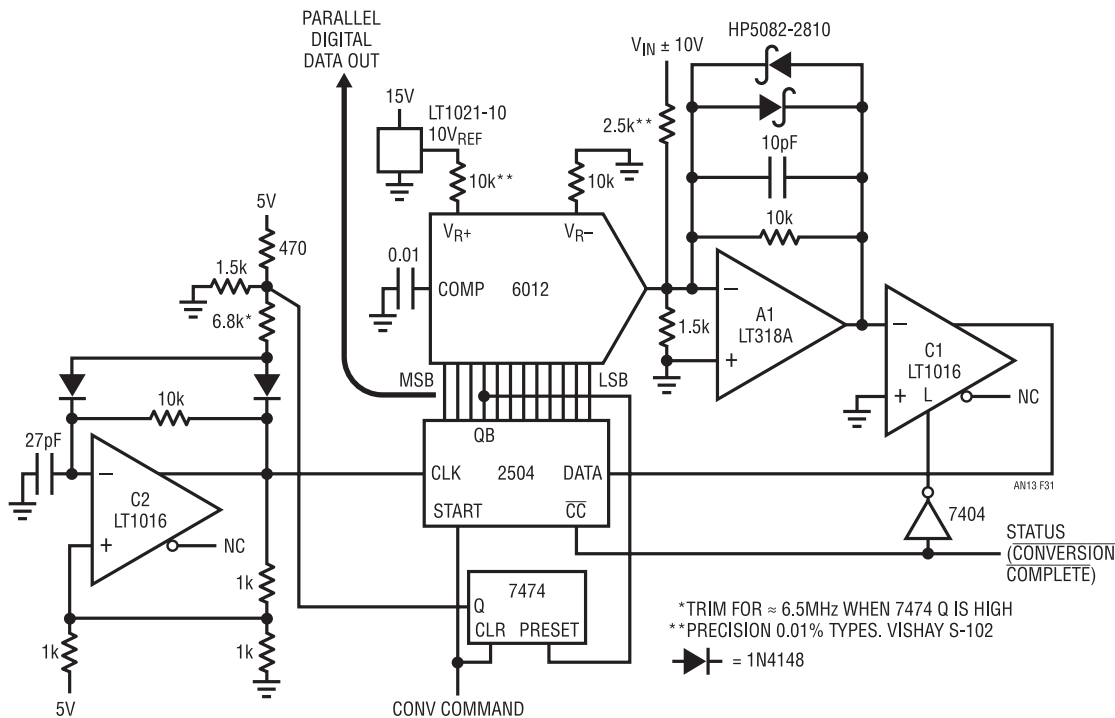 PARALLEL
DIGITAL
DATA OUT
HP5082-2810
VIN ± 10V
15V
LT1021-10
10VREF
2.5k**
10pF
10k**
10k
10k
5V
470
1.5k
6.8k*
VR+
VR–
0.01
COMP
6012
1.5k
–
A1
LT318A
+
–
C1
LT1016
+
L
NC
MSB
LSB
10k
27pF
–
C2
LT1016
+
NC
QB
CLK
2504
DATA
START
CC
AN13 F31
7404
STATUS
(CONVERSION
COMPLETE)
1k
1k
1k
5V
7474
Q
CLR
PRESET
CONV COMMAND
*TRIM FOR ≈ 6.5MHz WHEN 7474 Q IS HIGH
**PRECISION 0.01% TYPES. VISHAY S-102
= 1N4148